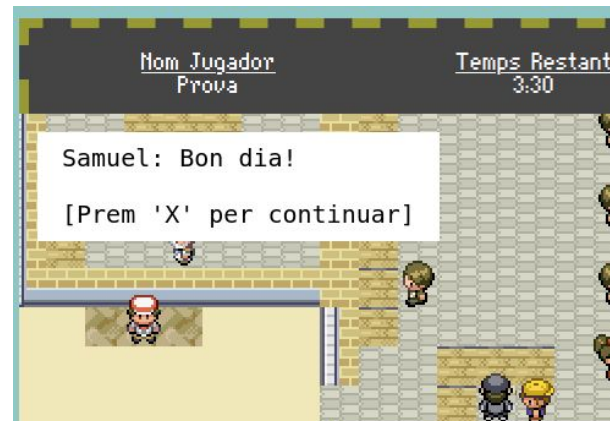 Nom Jugador
Prova
Temps Restant
3:30
Samuel: Bon dia!
[Prem 'X' per continuar]